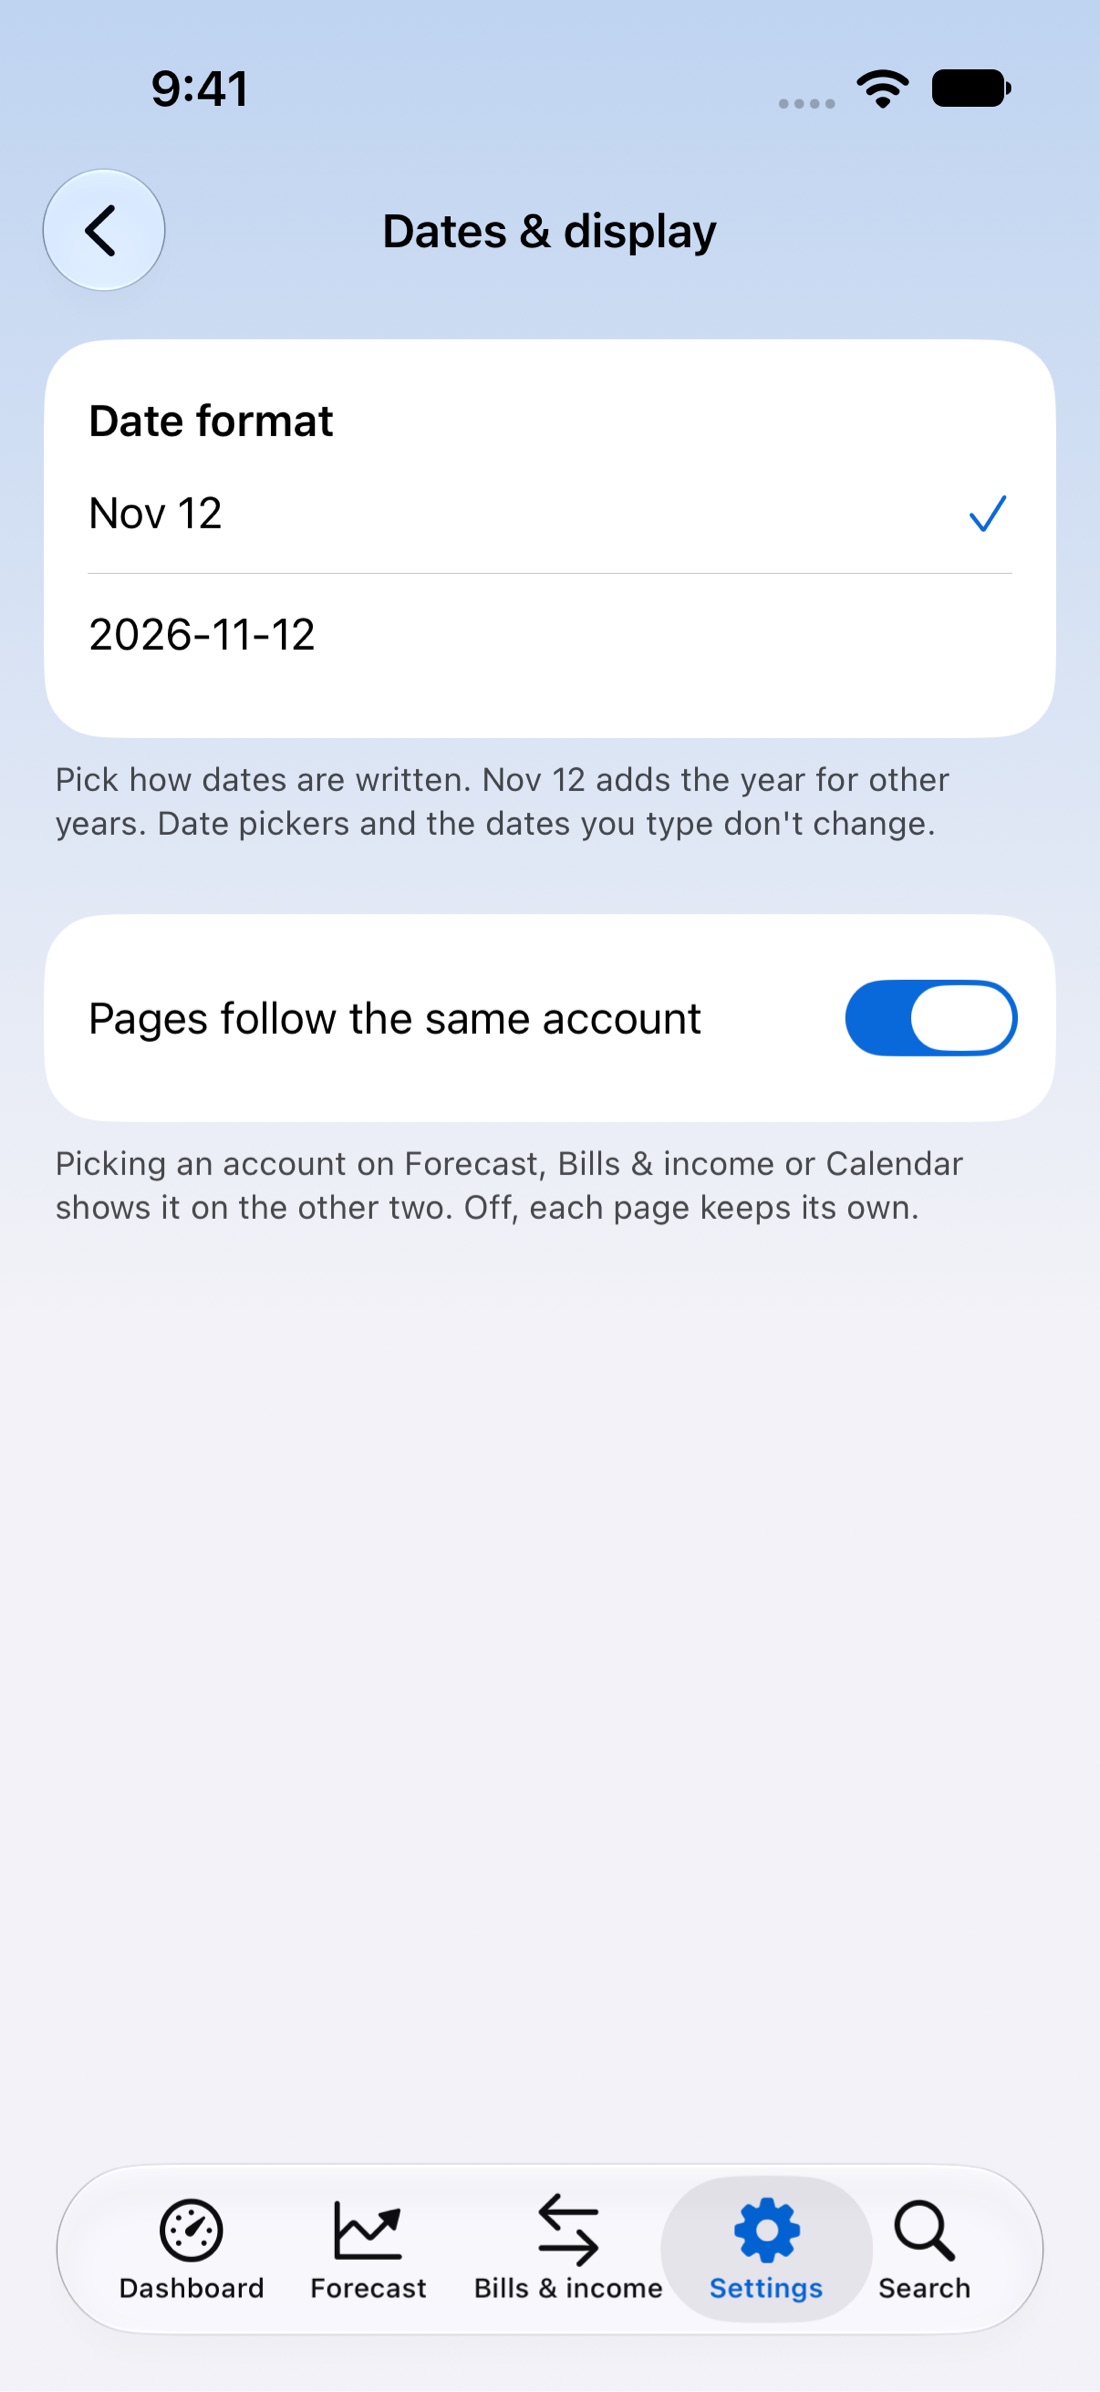 9:41
Dates & display
Date format
Nov 12
2026-11-12
Pick how dates are written. Nov 12 adds the year for other
years. Date pickers and the dates you type don't change.
Pages follow the same account
Picking an account on Forecast, Bills & income or Calendar
shows it on the other two. Off, each page keeps its own.
Dashboard
Forecast
Bills & income
Settings
Search